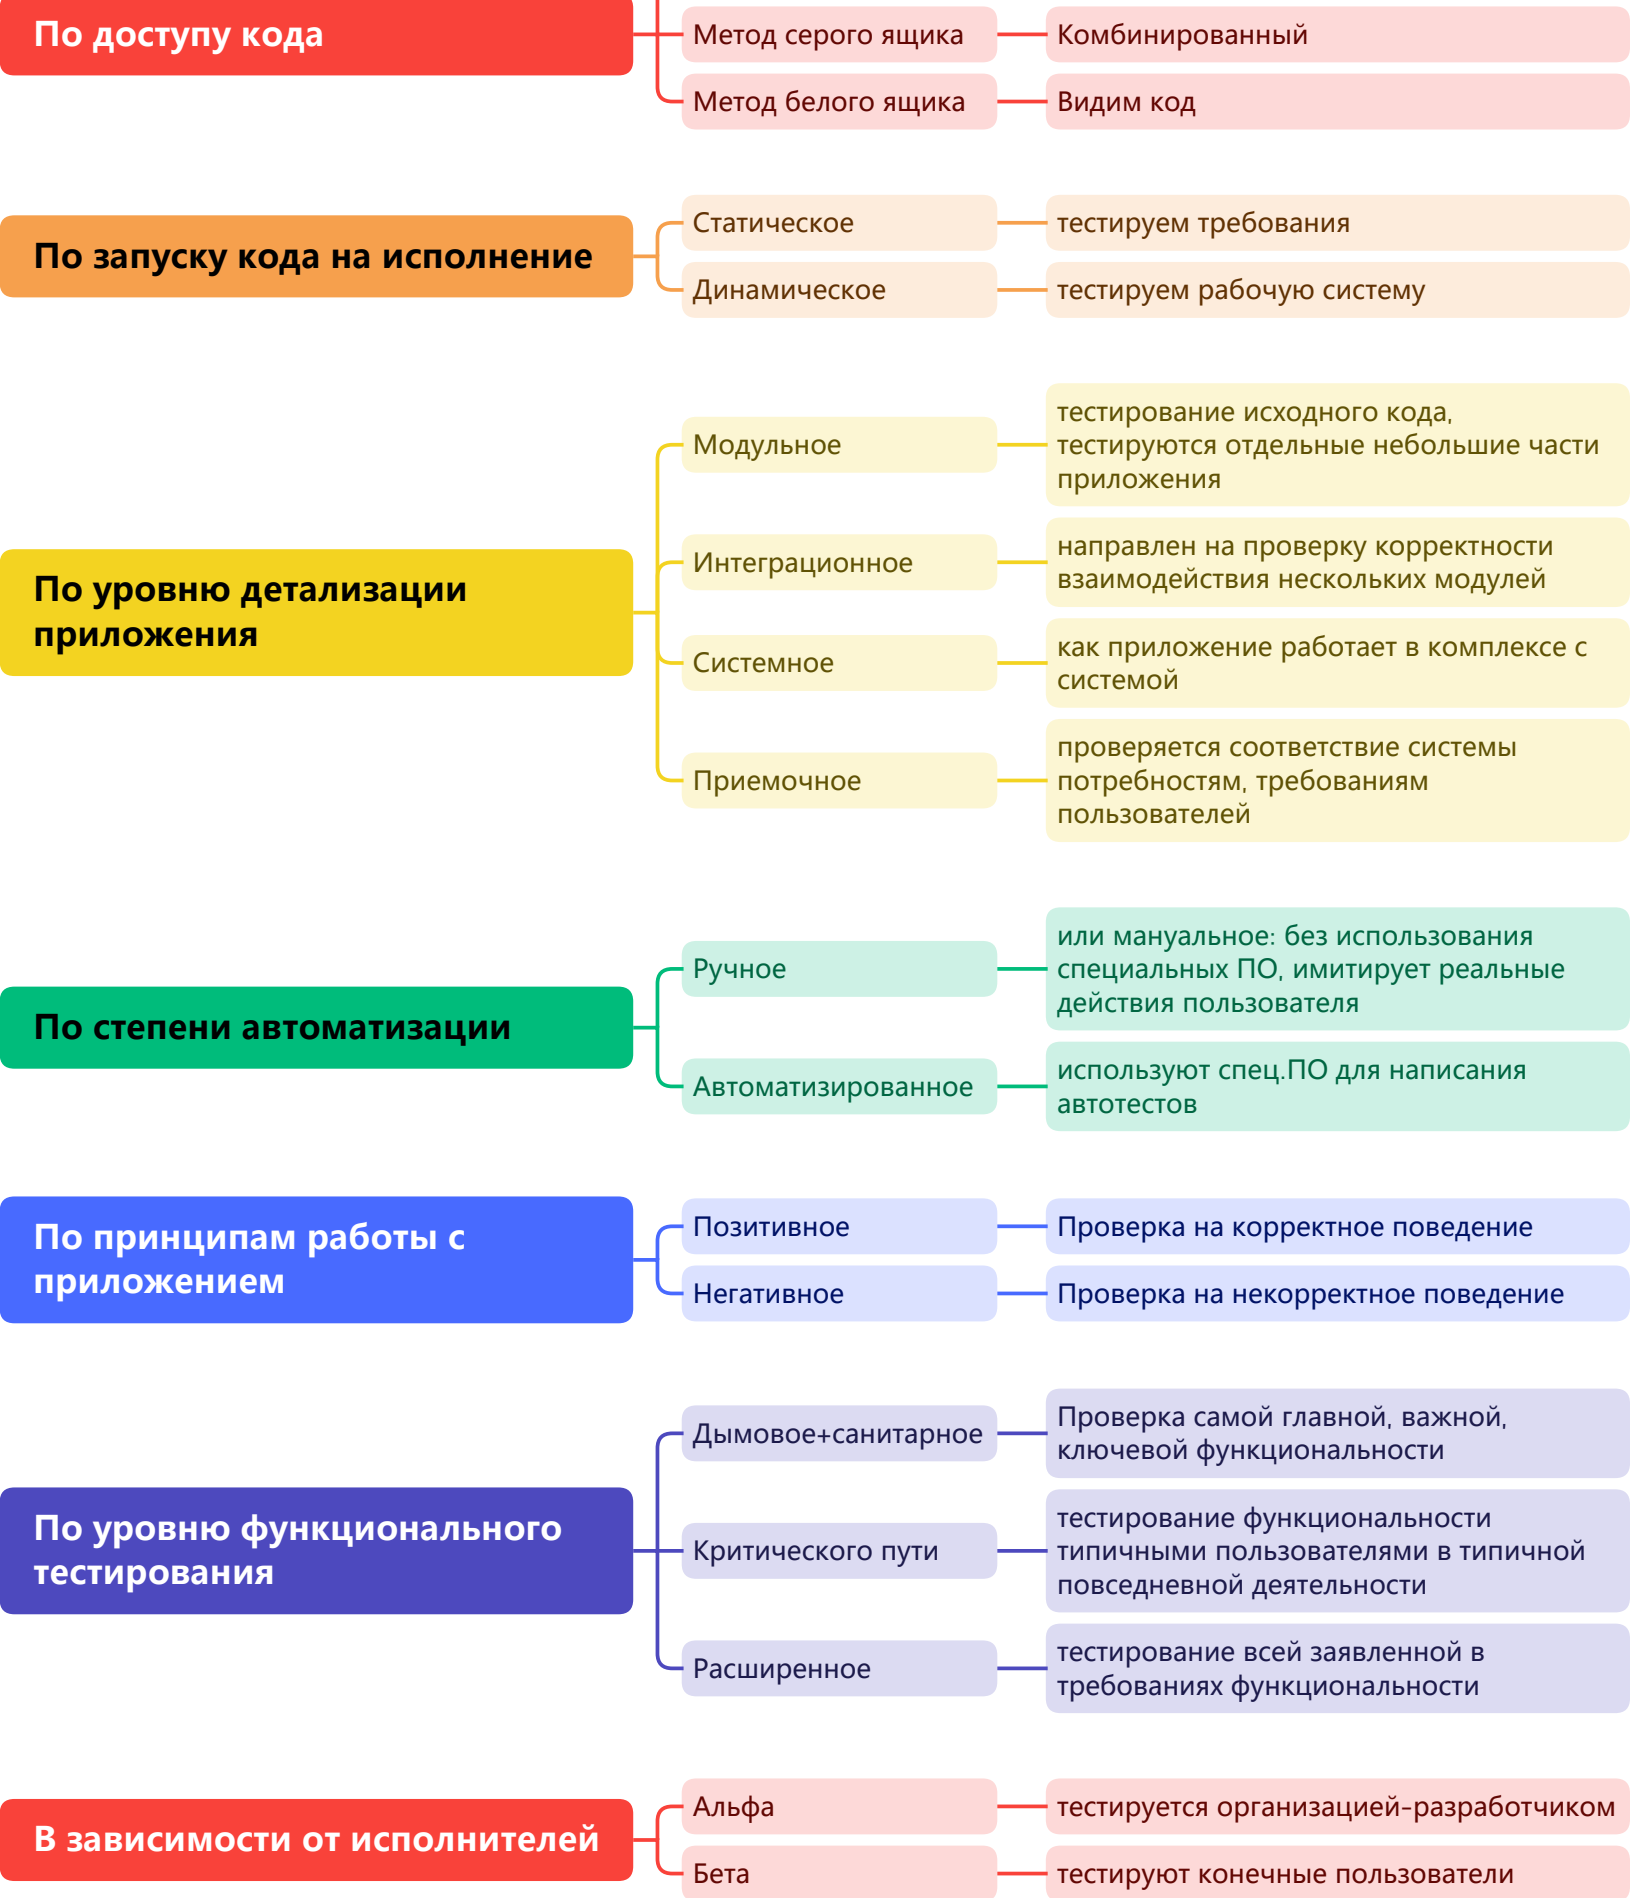 По доступу кода
Метод серого ящика
Комбинированный
Метод белого ящика
Видим код
По запуску кода на исполнение
Статическое
тестируем требования
Динамическое
тестируем рабочую систему
По уровню детализации
приложения
Модульное
тестирование исходного кода,
тестируются отдельные небольшие части
приложения
Интеграционное
направлен на проверку корректности
взаимодействия нескольких модулей
Системное
как приложение работает в комплексе с
системой
Приемочное
проверяется соответствие системы
потребностям, требованиям
пользователей
По степени автоматизации
Ручное
или мануальное: без использования
специальных ПО, имитирует реальные
действия пользователя
Автоматизированное
используют спец.ПО для написания
автотестов
По принципам работы с
приложением
Позитивное
Проверка на корректное поведение
Негативное
Проверка на некорректное поведение
По уровню функционального
тестирования
Дымовое+санитарное
Проверка самой главной, важной,
ключевой функциональности
Критического пути
тестирование функциональности
типичными пользователями в типичной
повседневной деятельности
Расширенное
тестирование всей заявленной в
требованиях функциональности
В зависимости от исполнителей
Альфа
тестируется организацией-разработчиком
Бета
тестируют конечные пользователи